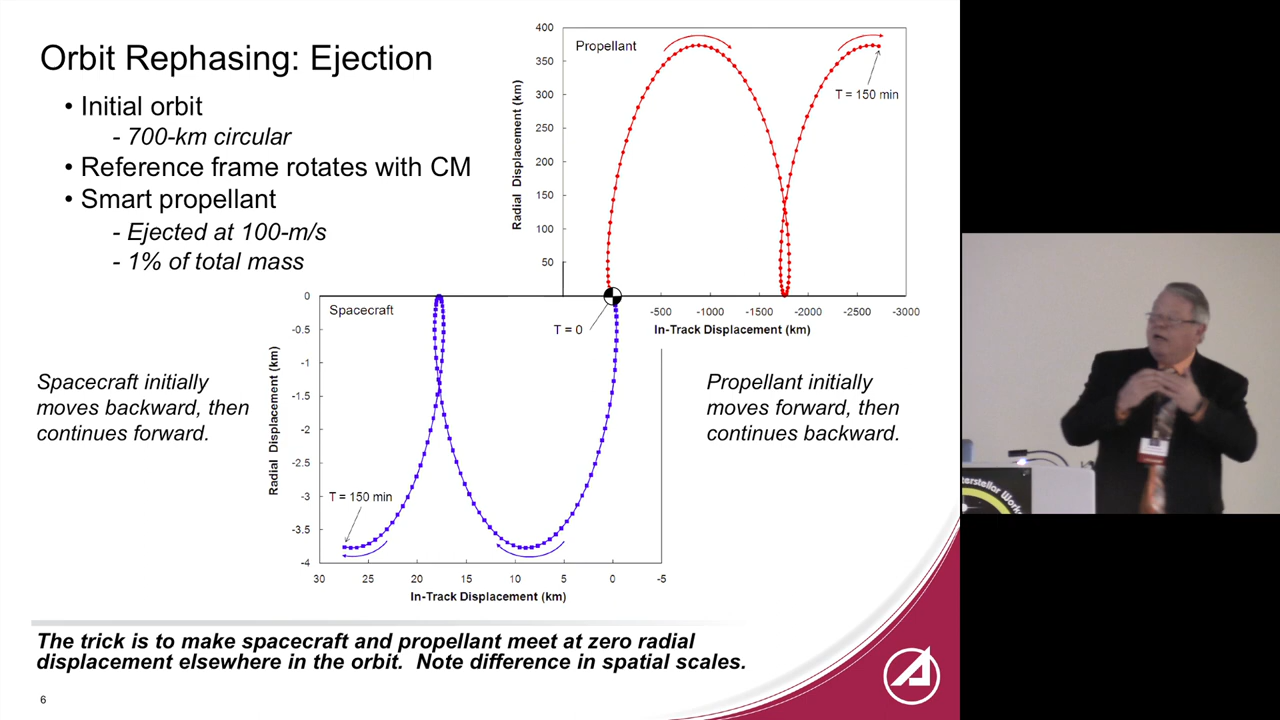 Orbit Rephasing: Ejection
• Initial orbit
- 700-km circular
• Reference frame rotates with CM
• Smart propellant
- Ejected at 100-m/s
- 1% of total mass
Propellant
T = 150 min
Radial Displacement (km)
400
350
300
250
200
150
100
50
-500 -1000 -1500 -2000 -2500 -3000
In-Track Displacement (km)
T = 0
Spacecraft
T = 150 min
Radial Displacement (km)
0
-0.5
-1
-1.5
-2
-2.5
-3
-3.5
-4
30 25 20 15 10 5 0 -5
In-Track Displacement (km)
Spacecraft initially
moves backward, then
continues forward.
Propellant initially
moves forward, then
continues backward.
The trick is to make spacecraft and propellant meet at zero radial
displacement elsewhere in the orbit. Note difference in spatial scales.
6